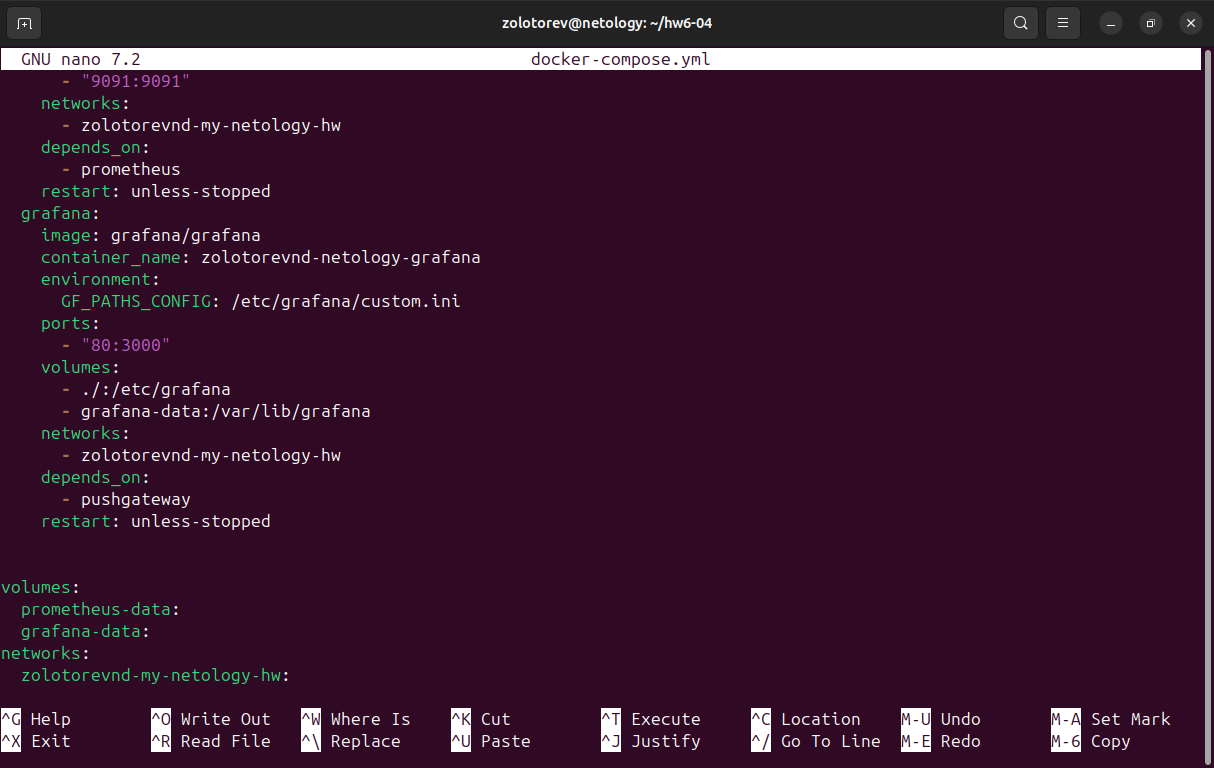 zolotorev@netology: ~/hw6-04
GNU nano 7.2 docker-compose.yml
      - "9091:9091"
    networks:
      - zolotorevnd-my-netology-hw
    depends_on:
      - prometheus
    restart: unless-stopped
  grafana:
    image: grafana/grafana
    container_name: zolotorevnd-netology-grafana
    environment:
      GF_PATHS_CONFIG: /etc/grafana/custom.ini
    ports:
      - "80:3000"
    volumes:
      - ./:/etc/grafana
      - grafana-data:/var/lib/grafana
    networks:
      - zolotorevnd-my-netology-hw
    depends_on:
      - pushgateway
    restart: unless-stopped
volumes:
  prometheus-data:
  grafana-data:
networks:
  zolotorevnd-my-netology-hw:
^G Help ^O Write Out ^W Where Is ^K Cut ^T Execute ^C Location M-U Undo M-A Set Mark
^X Exit ^R Read File ^\ Replace ^U Paste ^J Justify ^/ Go To Line M-E Redo M-6 Copy